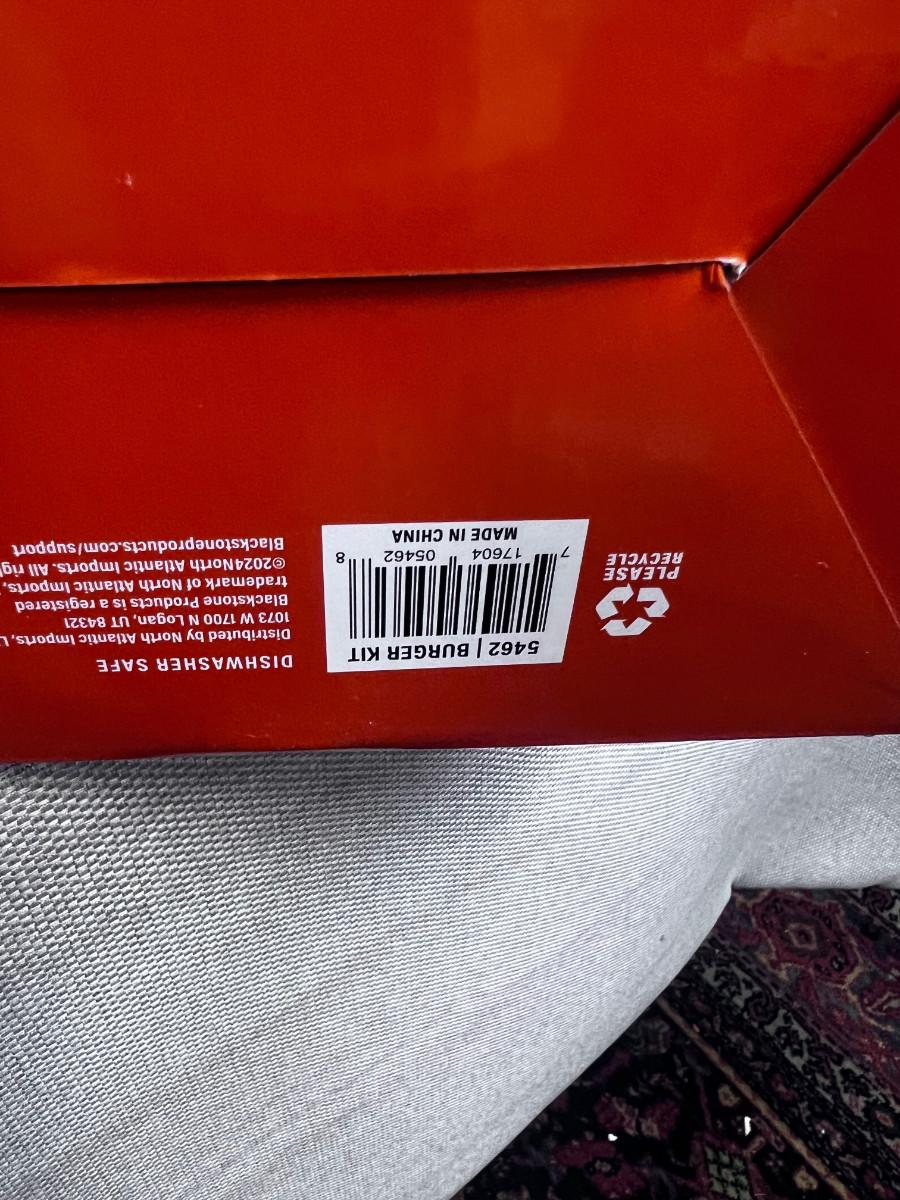 PLEASE
RECYCLE
5462 | BURGER KIT
7 17604 05462 8
MADE IN CHINA
DISHWASHER SAFE
Distributed by North Atlantic Imports,
1073 W 1700 N Logan, UT 84321
Blackstone Products is a registered
trademark of North Atlantic Imports,
©2024North Atlantic Imports. All
Blackstoneproducts.com/support